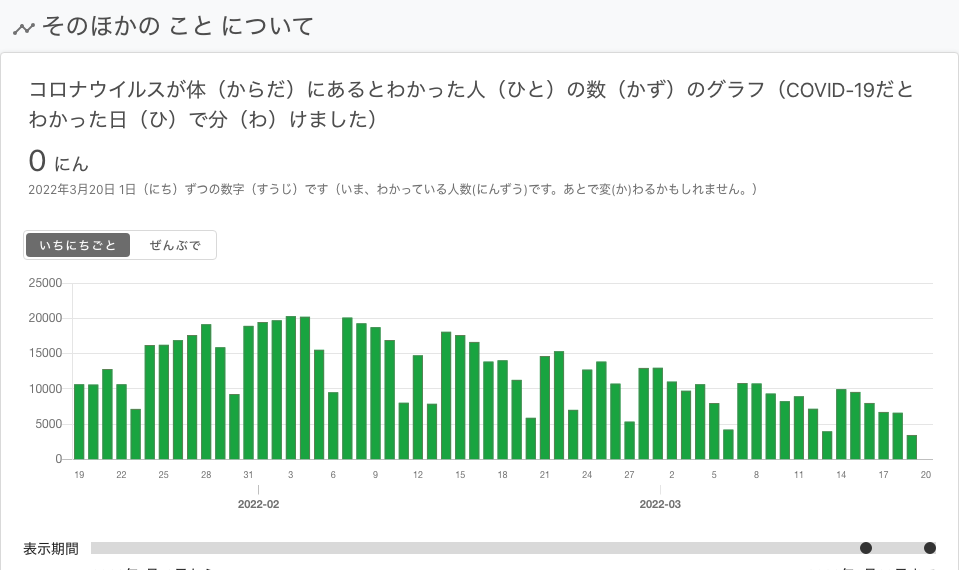 そのほかの こと について
コロナウイルスが体（からだ）にあるとわかった人（ひと）の数（かず）のグラフ（COVID-19だと
わかった日（ひ）で分（わ）けました）
0 にん
2022年3月20日 1日（にち）ずつの数字（すうじ）です（いま、わかっている人数(にんずう)です。あとで変(か)わるかもしれません。）
いちにちごと ぜんぶで
25000
20000
15000
10000
5000
0
19 22 25 28 31 3 6 9 12 15 18 21 24 27 2 5 8 11 14 17 20
2022-02 2022-03
表示期間